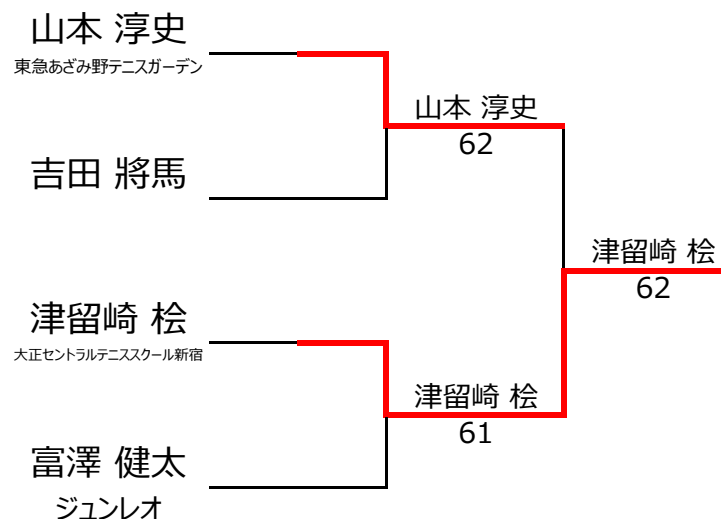 山本 淳史
東急あざみ野テニスガーデン
山本 淳史
62
吉田 將馬
津留崎 桧
62
津留崎 桧
大正セントラルテニススクール新宿
津留崎 桧
61
富澤 健太
ジュンレオ